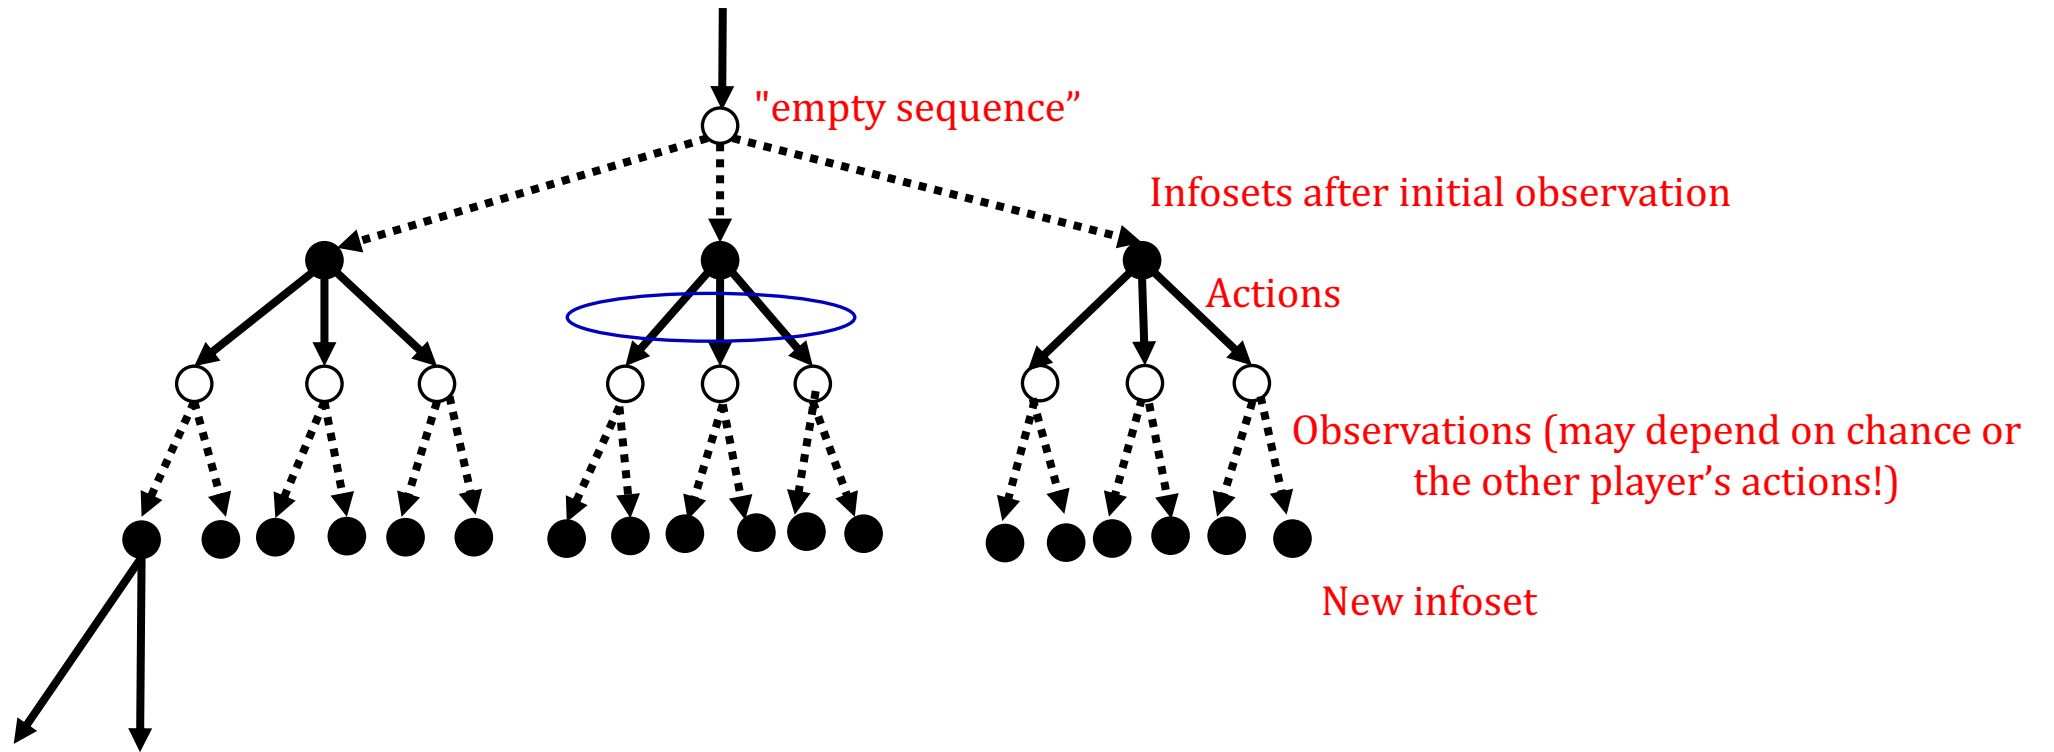 "empty sequence”
Infosets after initial observation
Actions
Observations (may depend on chance or
the other player’s actions!)
New infoset